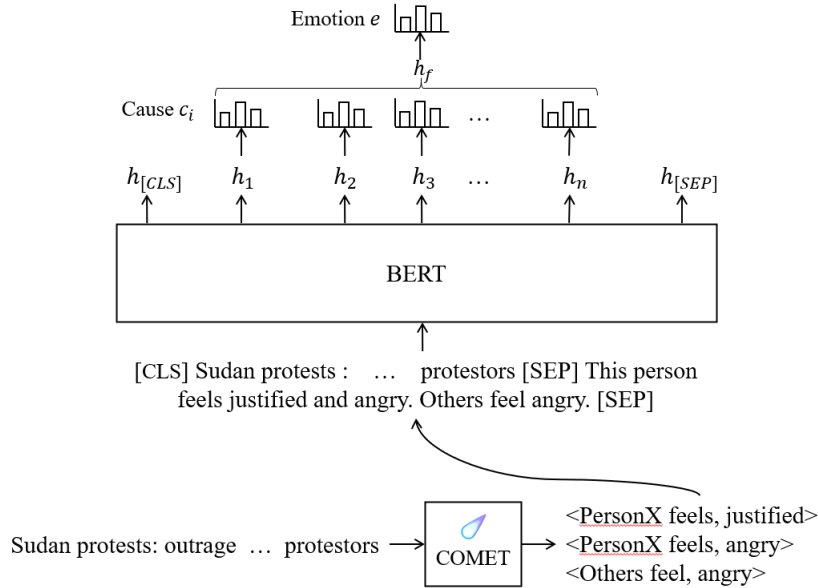 Emotion e
h_f
Cause c_i
…
h_[CLS] h_1 h_2 h_3 … h_n h_[SEP]
BERT
[CLS] Sudan protests : … protestors [SEP] This person
feels justified and angry. Others feel angry. [SEP]
<PersonX feels, justified>
Sudan protests: outrage … protestors
COMET
<PersonX feels, angry>
<Others feel, angry>